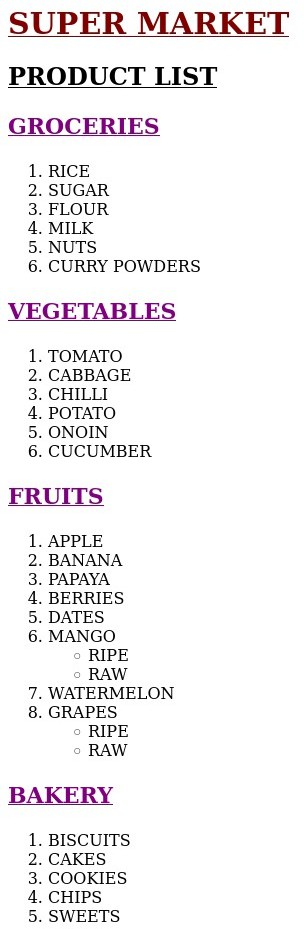 SUPER MARKET
PRODUCT LIST
GROCERIES
1. RICE
2. SUGAR
3. FLOUR
4. MILK
5. NUTS
6. CURRY POWDERS
VEGETABLES
1. TOMATO
2. CABBAGE
3. CHILLI
4. POTATO
5. ONOIN
6. CUCUMBER
FRUITS
1. APPLE
2. BANANA
3. PAPAYA
4. BERRIES
5. DATES
6. MANGO
○ RIPE
○ RAW
7. WATERMELON
8. GRAPES
○ RIPE
○ RAW
BAKERY
1. BISCUITS
2. CAKES
3. COOKIES
4. CHIPS
5. SWEETS